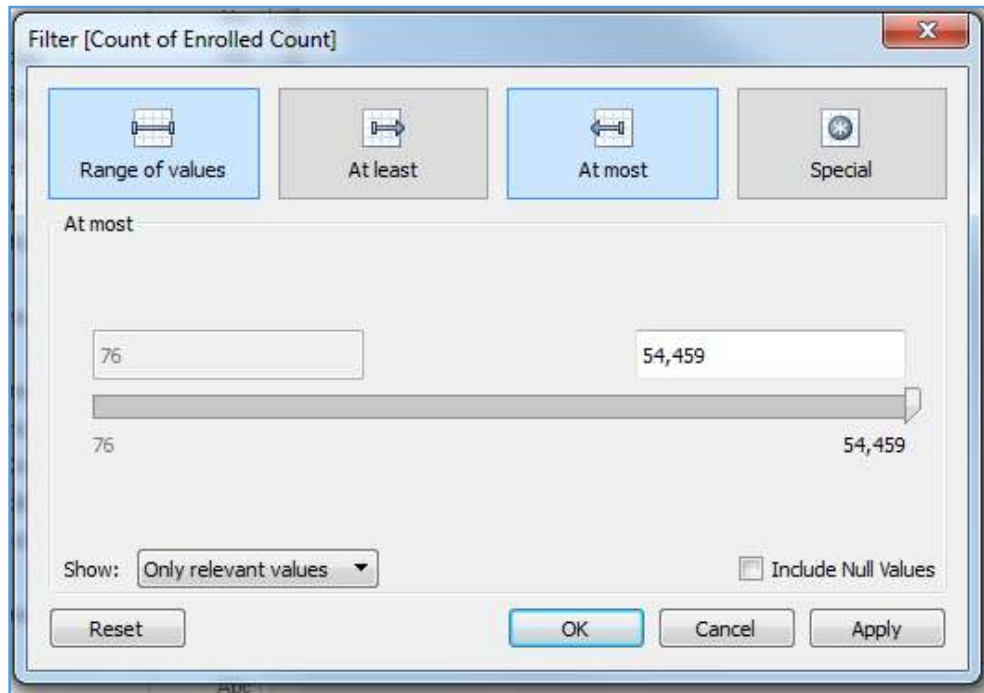 Filter [Count of Enrolled Count]
Range of values At least At most Special
At most
76 54,459
76 54,459
Show: Only relevant values Include Null Values
Reset OK Cancel Apply
Abc